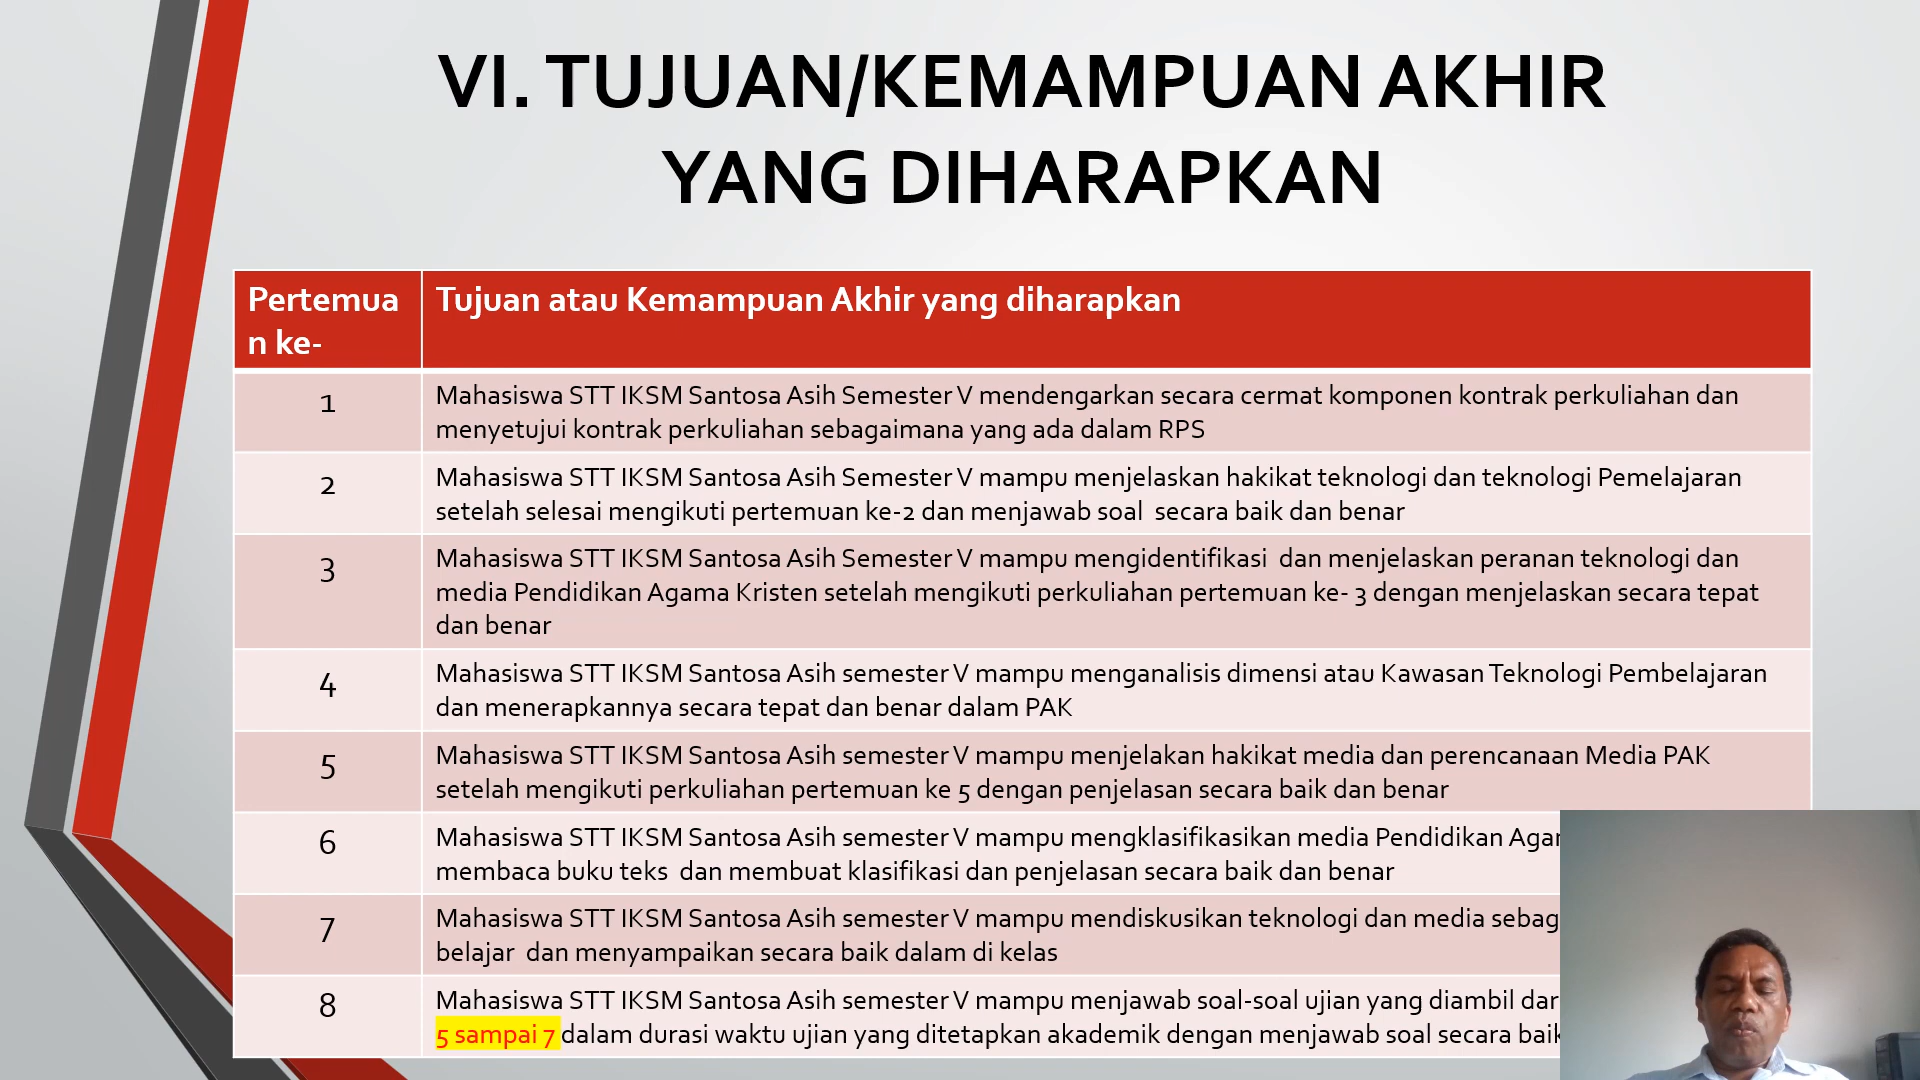 VI. TUJUAN/KEMAMPUAN AKHIR
YANG DIHARAPKAN
Pertemua
n ke-
Tujuan atau Kemampuan Akhir yang diharapkan
1
Mahasiswa STT IKSM Santosa Asih Semester V mendengarkan secara cermat komponen kontrak perkuliahan dan
menyetujui kontrak perkuliahan sebagaimana yang ada dalam RPS
2
Mahasiswa STT IKSM Santosa Asih Semester V mampu menjelaskan hakikat teknologi dan teknologi Pemelajaran
setelah selesai mengikuti pertemuan ke-2 dan menjawab soal secara baik dan benar
3
Mahasiswa STT IKSM Santosa Asih Semester V mampu mengidentifikasi dan menjelaskan peranan teknologi dan
media Pendidikan Agama Kristen setelah mengikuti perkuliahan pertemuan ke- 3 dengan menjelaskan secara tepat
dan benar
4
Mahasiswa STT IKSM Santosa Asih semester V mampu menganalisis dimensi atau Kawasan Teknologi Pembelajaran
dan menerapkannya secara tepat dan benar dalam PAK
5
Mahasiswa STT IKSM Santosa Asih semester V mampu menjelakan hakikat media dan perencanaan Media PAK
setelah mengikuti perkuliahan pertemuan ke 5 dengan penjelasan secara baik dan benar
6
Mahasiswa STT IKSM Santosa Asih semester V mampu mengklasifikasikan media Pendidikan
membaca buku teks dan membuat klasifikasi dan penjelasan secara baik dan benar
7
Mahasiswa STT IKSM Santosa Asih semester V mampu mendiskusikan teknologi dan media
belajar dan menyampaikan secara baik dalam di kelas
8
Mahasiswa STT IKSM Santosa Asih semester V mampu menjawab soal-soal ujian yang diambil
5 sampai 7 dalam durasi waktu ujian yang ditetapkan akademik dengan menjawab soal secara baik